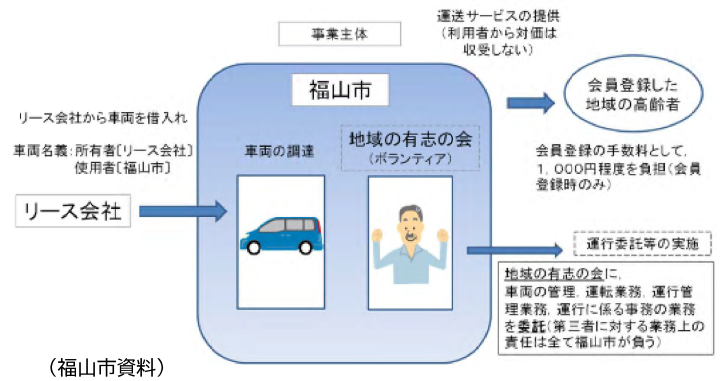 事業主体
運送サービスの提供
（利用者から対価は
収受しない）
福山市
会員登録した
地域の高齢者
リース会社から車両を借入れ
車両名義：所有者［リース会社］
使用者［福山市］
車両の調達
地域の有志の会
（ボランティア）
会員登録の手数料として、
１，０００円程度を負担（会員
登録時のみ）
リース会社
運行委託等の実施
地域の有志の会に、
車両の管理、運転業務、運行管
理業務、運行に係る事務の業務
を委託（第三者に対する業務上の
責任は全て福山市が負う）
（福山市資料）